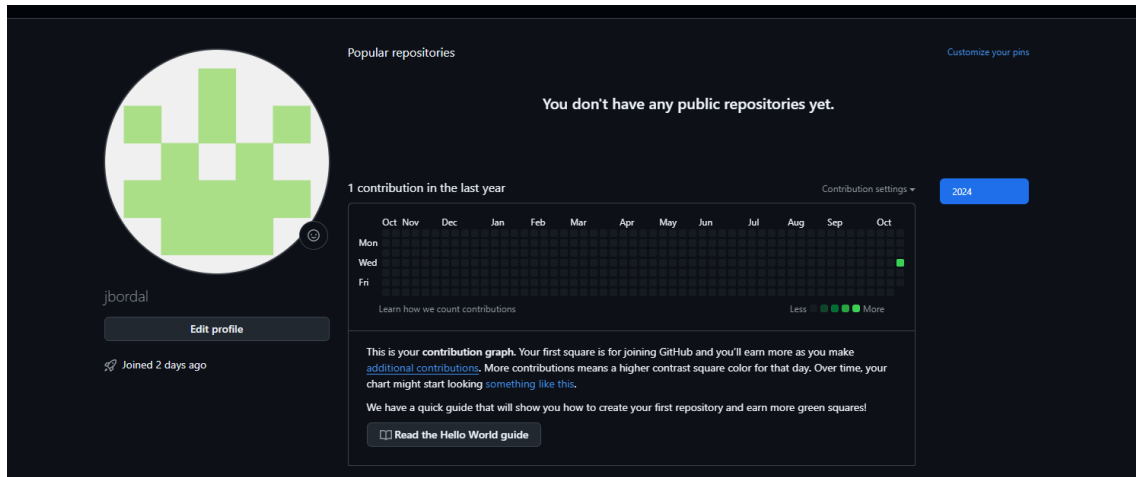 Popular repositories
Customize your pins
You don't have any public repositories yet.
1 contribution in the last year
Contribution settings
2024
Oct Nov Dec Jan Feb Mar Apr May Jun Jul Aug Sep Oct
Mon
Wed
Fri
Learn how we count contributions
Less More
jbordal
Edit profile
Joined 2 days ago
This is your contribution graph. Your first square is for joining GitHub and you'll earn more as you make
additional contributions. More contributions means a higher contrast square color for that day. Over time, your
chart might start looking something like this.
We have a quick guide that will show you how to create your first repository and earn more green squares!
Read the Hello World guide